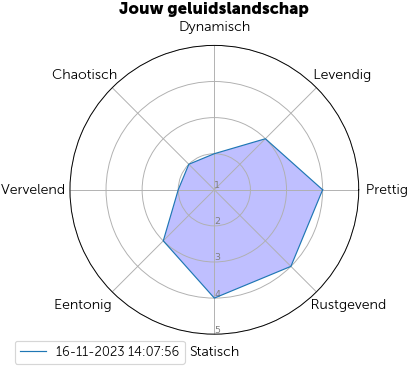 Jouw geluidslandschap
Dynamisch
Chaotisch
Levendig
Vervelend
Prettig
1
2
3
4
5
Eentonig
Rustgevend
Statisch
16-11-2023 14:07:56